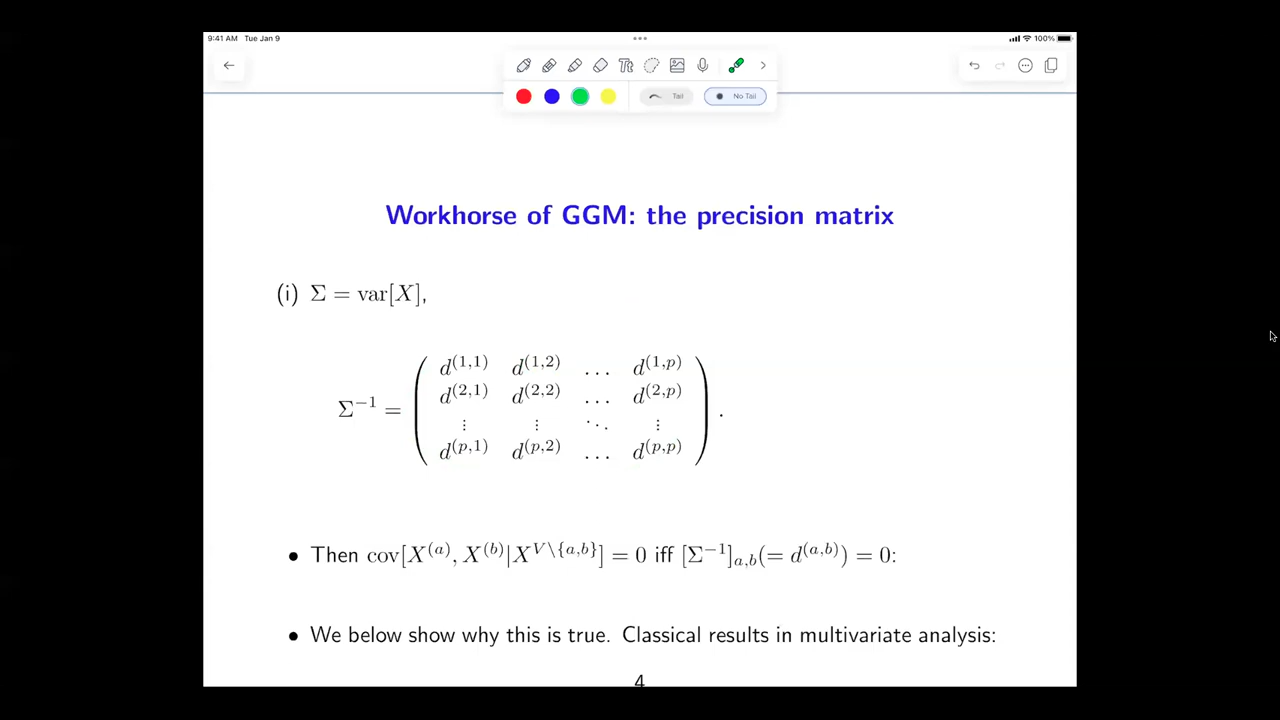 9:41 AM Tue Jan 9
100%
Tail
No Tail
Workhorse of GGM: the precision matrix
(i) Σ = var[X],
Σ⁻¹ = ( d^(1,1) d^(1,2) … d^(1,p)
d^(2,1) d^(2,2) … d^(2,p)
⋮ ⋮ ⋱ ⋮
d^(p,1) d^(p,2) … d^(p,p) ) .
• Then cov[X^(a), X^(b)|X^{V\{a,b}}] = 0 iff [Σ⁻¹]_{a,b}(= d^(a,b)) = 0:
• We below show why this is true. Classical results in multivariate analysis:
4